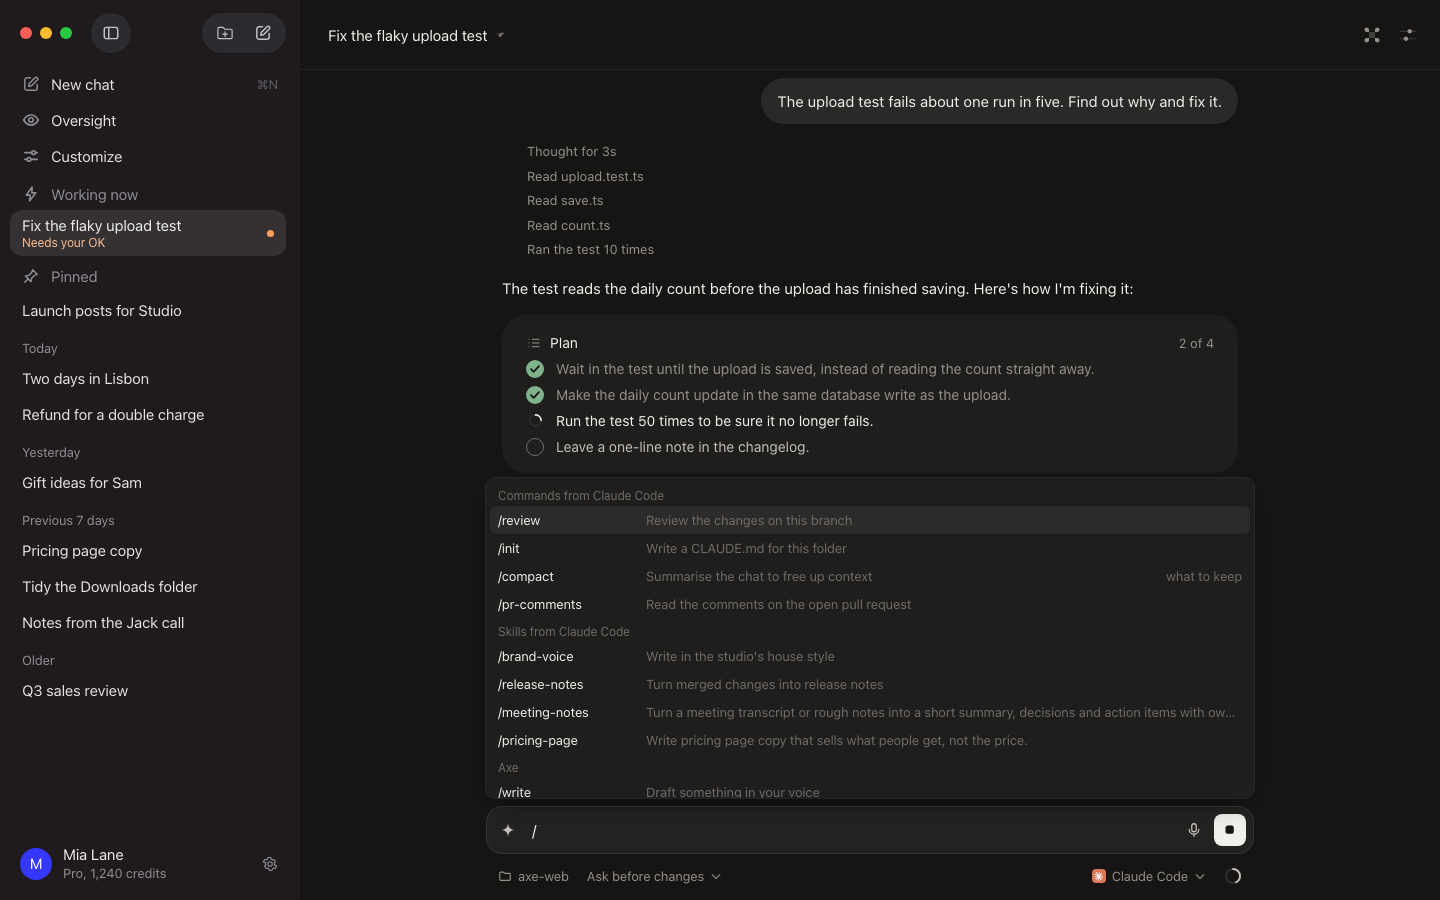 Fix the flaky upload test
New chat
⌘N
Oversight
Customize
Working now
Fix the flaky upload test
Needs your OK
Pinned
Launch posts for Studio
Today
Two days in Lisbon
Refund for a double charge
Yesterday
Gift ideas for Sam
Previous 7 days
Pricing page copy
Tidy the Downloads folder
Notes from the Jack call
Older
Q3 sales review
M
Mia Lane
Pro, 1,240 credits
The upload test fails about one run in five. Find out why and fix it.
Thought for 3s
Read upload.test.ts
Read save.ts
Read count.ts
Ran the test 10 times
The test reads the daily count before the upload has finished saving. Here's how I'm fixing it:
Plan
2 of 4
Wait in the test until the upload is saved, instead of reading the count straight away.
Make the daily count update in the same database write as the upload.
Run the test 50 times to be sure it no longer fails.
Leave a one-line note in the changelog.
Commands from Claude Code
/review Review the changes on this branch
/init Write a CLAUDE.md for this folder
/compact Summarise the chat to free up context what to keep
/pr-comments Read the comments on the open pull request
Skills from Claude Code
/brand-voice Write in the studio's house style
/release-notes Turn merged changes into release notes
/meeting-notes Turn a meeting transcript or rough notes into a short summary, decisions and action items with ow...
/pricing-page Write pricing page copy that sells what people get, not the price.
Axe
/write Draft something in your voice
/
axe-web Ask before changes Claude Code